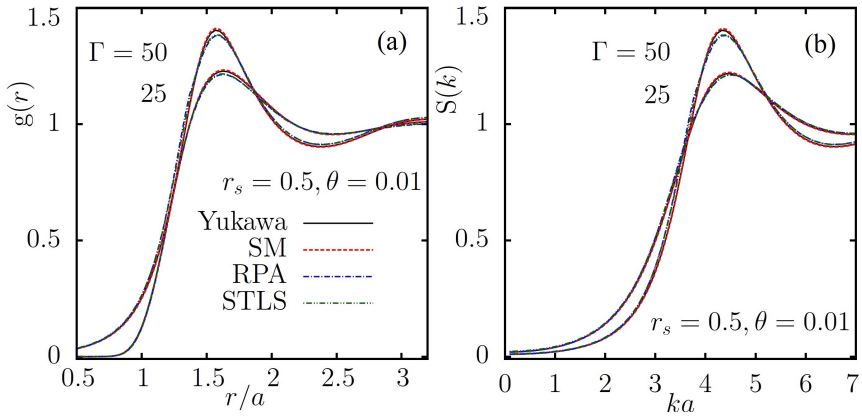 (a)
Γ = 50
25
g(r)
1.5
1
0.5
0
r_s = 0.5, θ = 0.01
Yukawa
SM
RPA
STLS
0.5 1 1.5 2 2.5 3
r/a
(b)
Γ = 50
25
S(k)
1.5
1
0.5
0
r_s = 0.5, θ = 0.01
0 1 2 3 4 5 6 7
ka